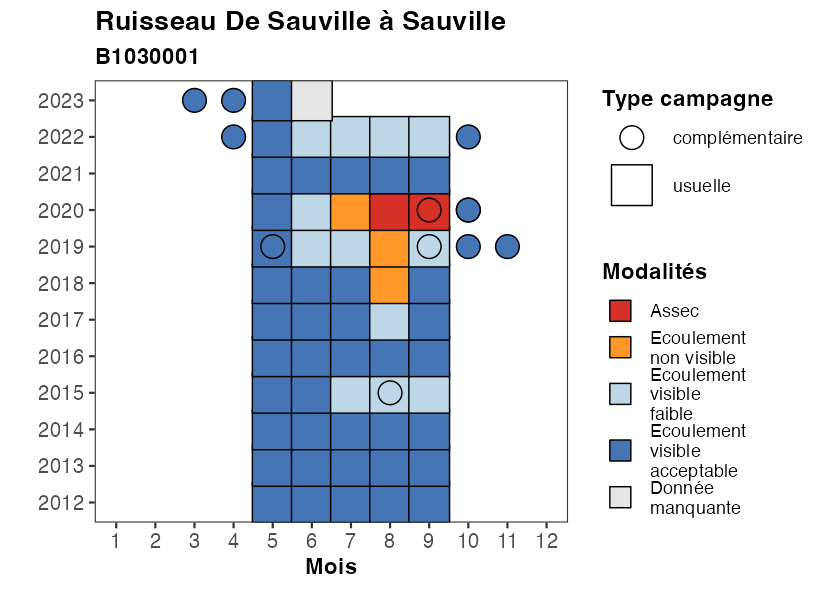 Ruisseau De Sauville à Sauville
B1030001
2023
2022
2021
2020
2019
2018
2017
2016
2015
2014
2013
2012
1 2 3 4 5 6 7 8 9 10 11 12
Mois
Type campagne
complémentaire
usuelle
Modalités
Assec
Ecoulement
non visible
Ecoulement
visible
faible
Ecoulement
visible
acceptable
Donnée
manquante